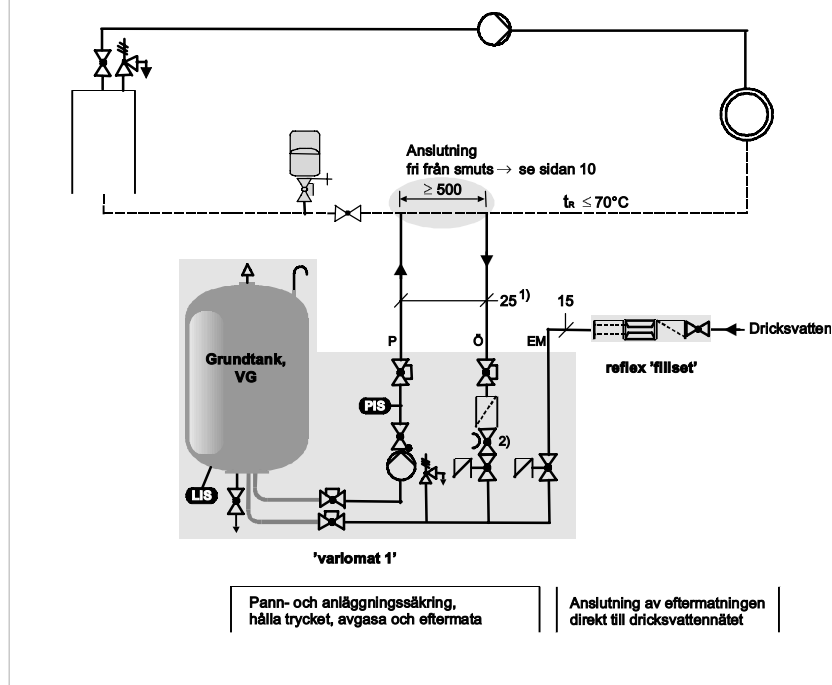 Anslutning
fri från smuts → se sidan 10
≥ 500
tR ≤ 70°C
25 1)
15
P
Ö
EM
Dricksvatten
reflex 'fillset'
Grundtank,
VG
PIS
2)
LIS
'variomat 1'
Pann- och anläggningssäkring,
hålla trycket, avgasa och eftermata
Anslutning av eftermatningen
direkt till dricksvattennätet